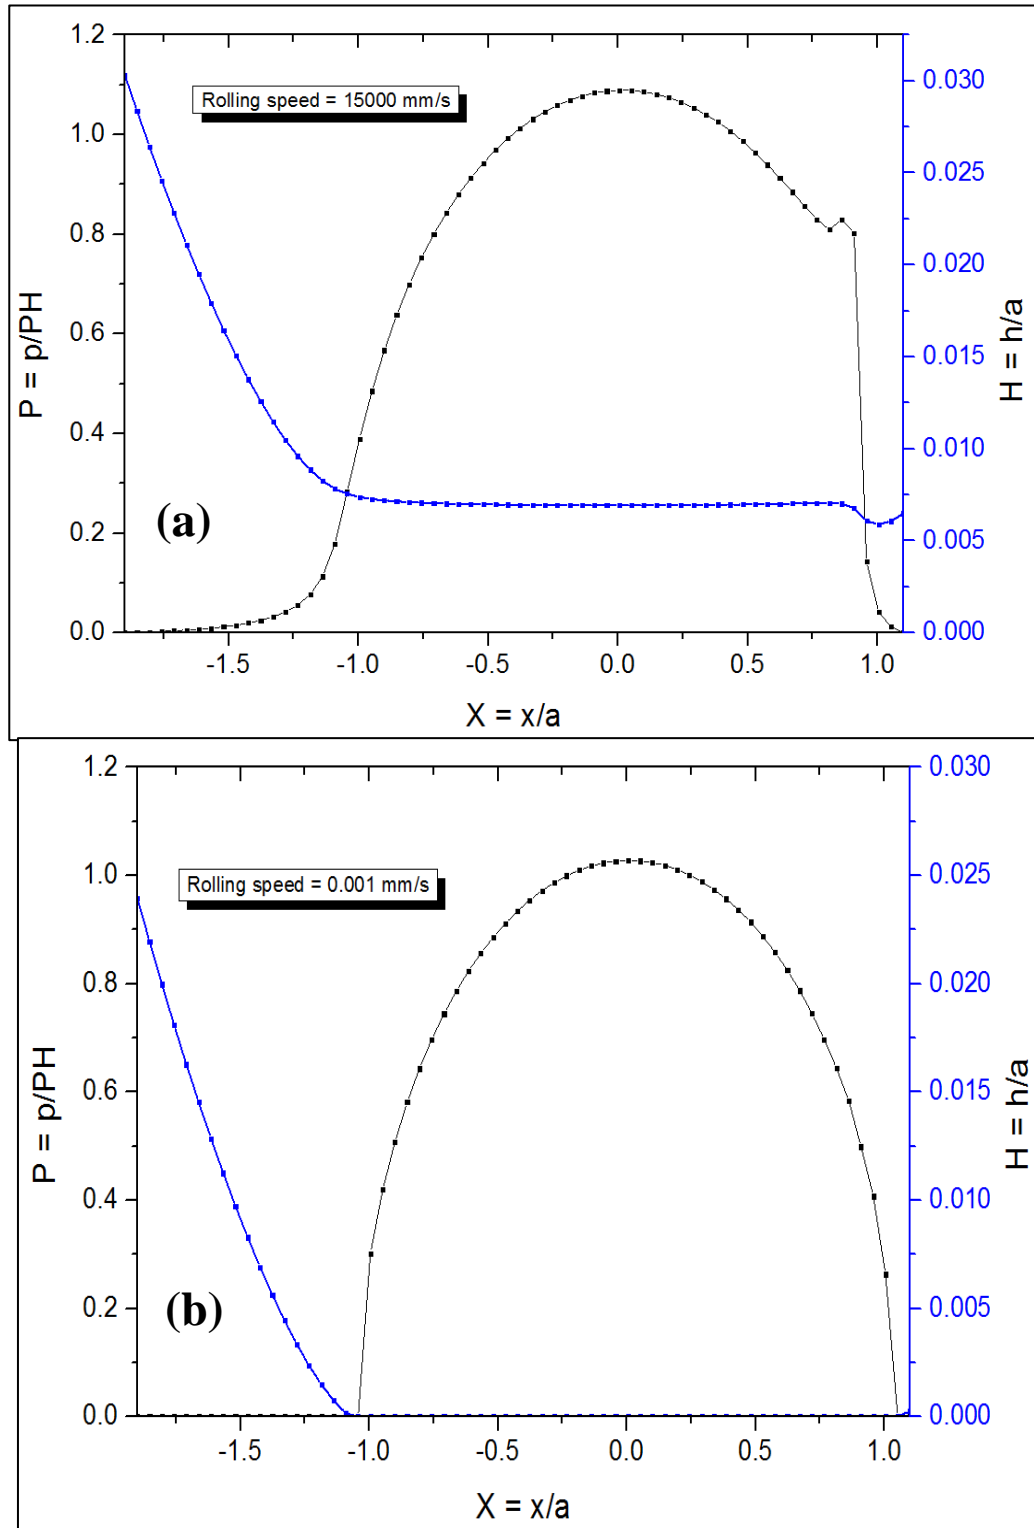 1.2
1.0
0.8
0.6
0.4
0.2
0.0
P = p/PH
Rolling speed = 15000 mm/s
(a)
0.030
0.025
0.020
0.015
0.010
0.005
0.000
H = h/a
-1.5 -1.0 -0.5 0.0 0.5 1.0
X = x/a
1.2
1.0
0.8
0.6
0.4
0.2
0.0
P = p/PH
Rolling speed = 0.001 mm/s
(b)
0.030
0.025
0.020
0.015
0.010
0.005
0.000
H = h/a
-1.5 -1.0 -0.5 0.0 0.5 1.0
X = x/a